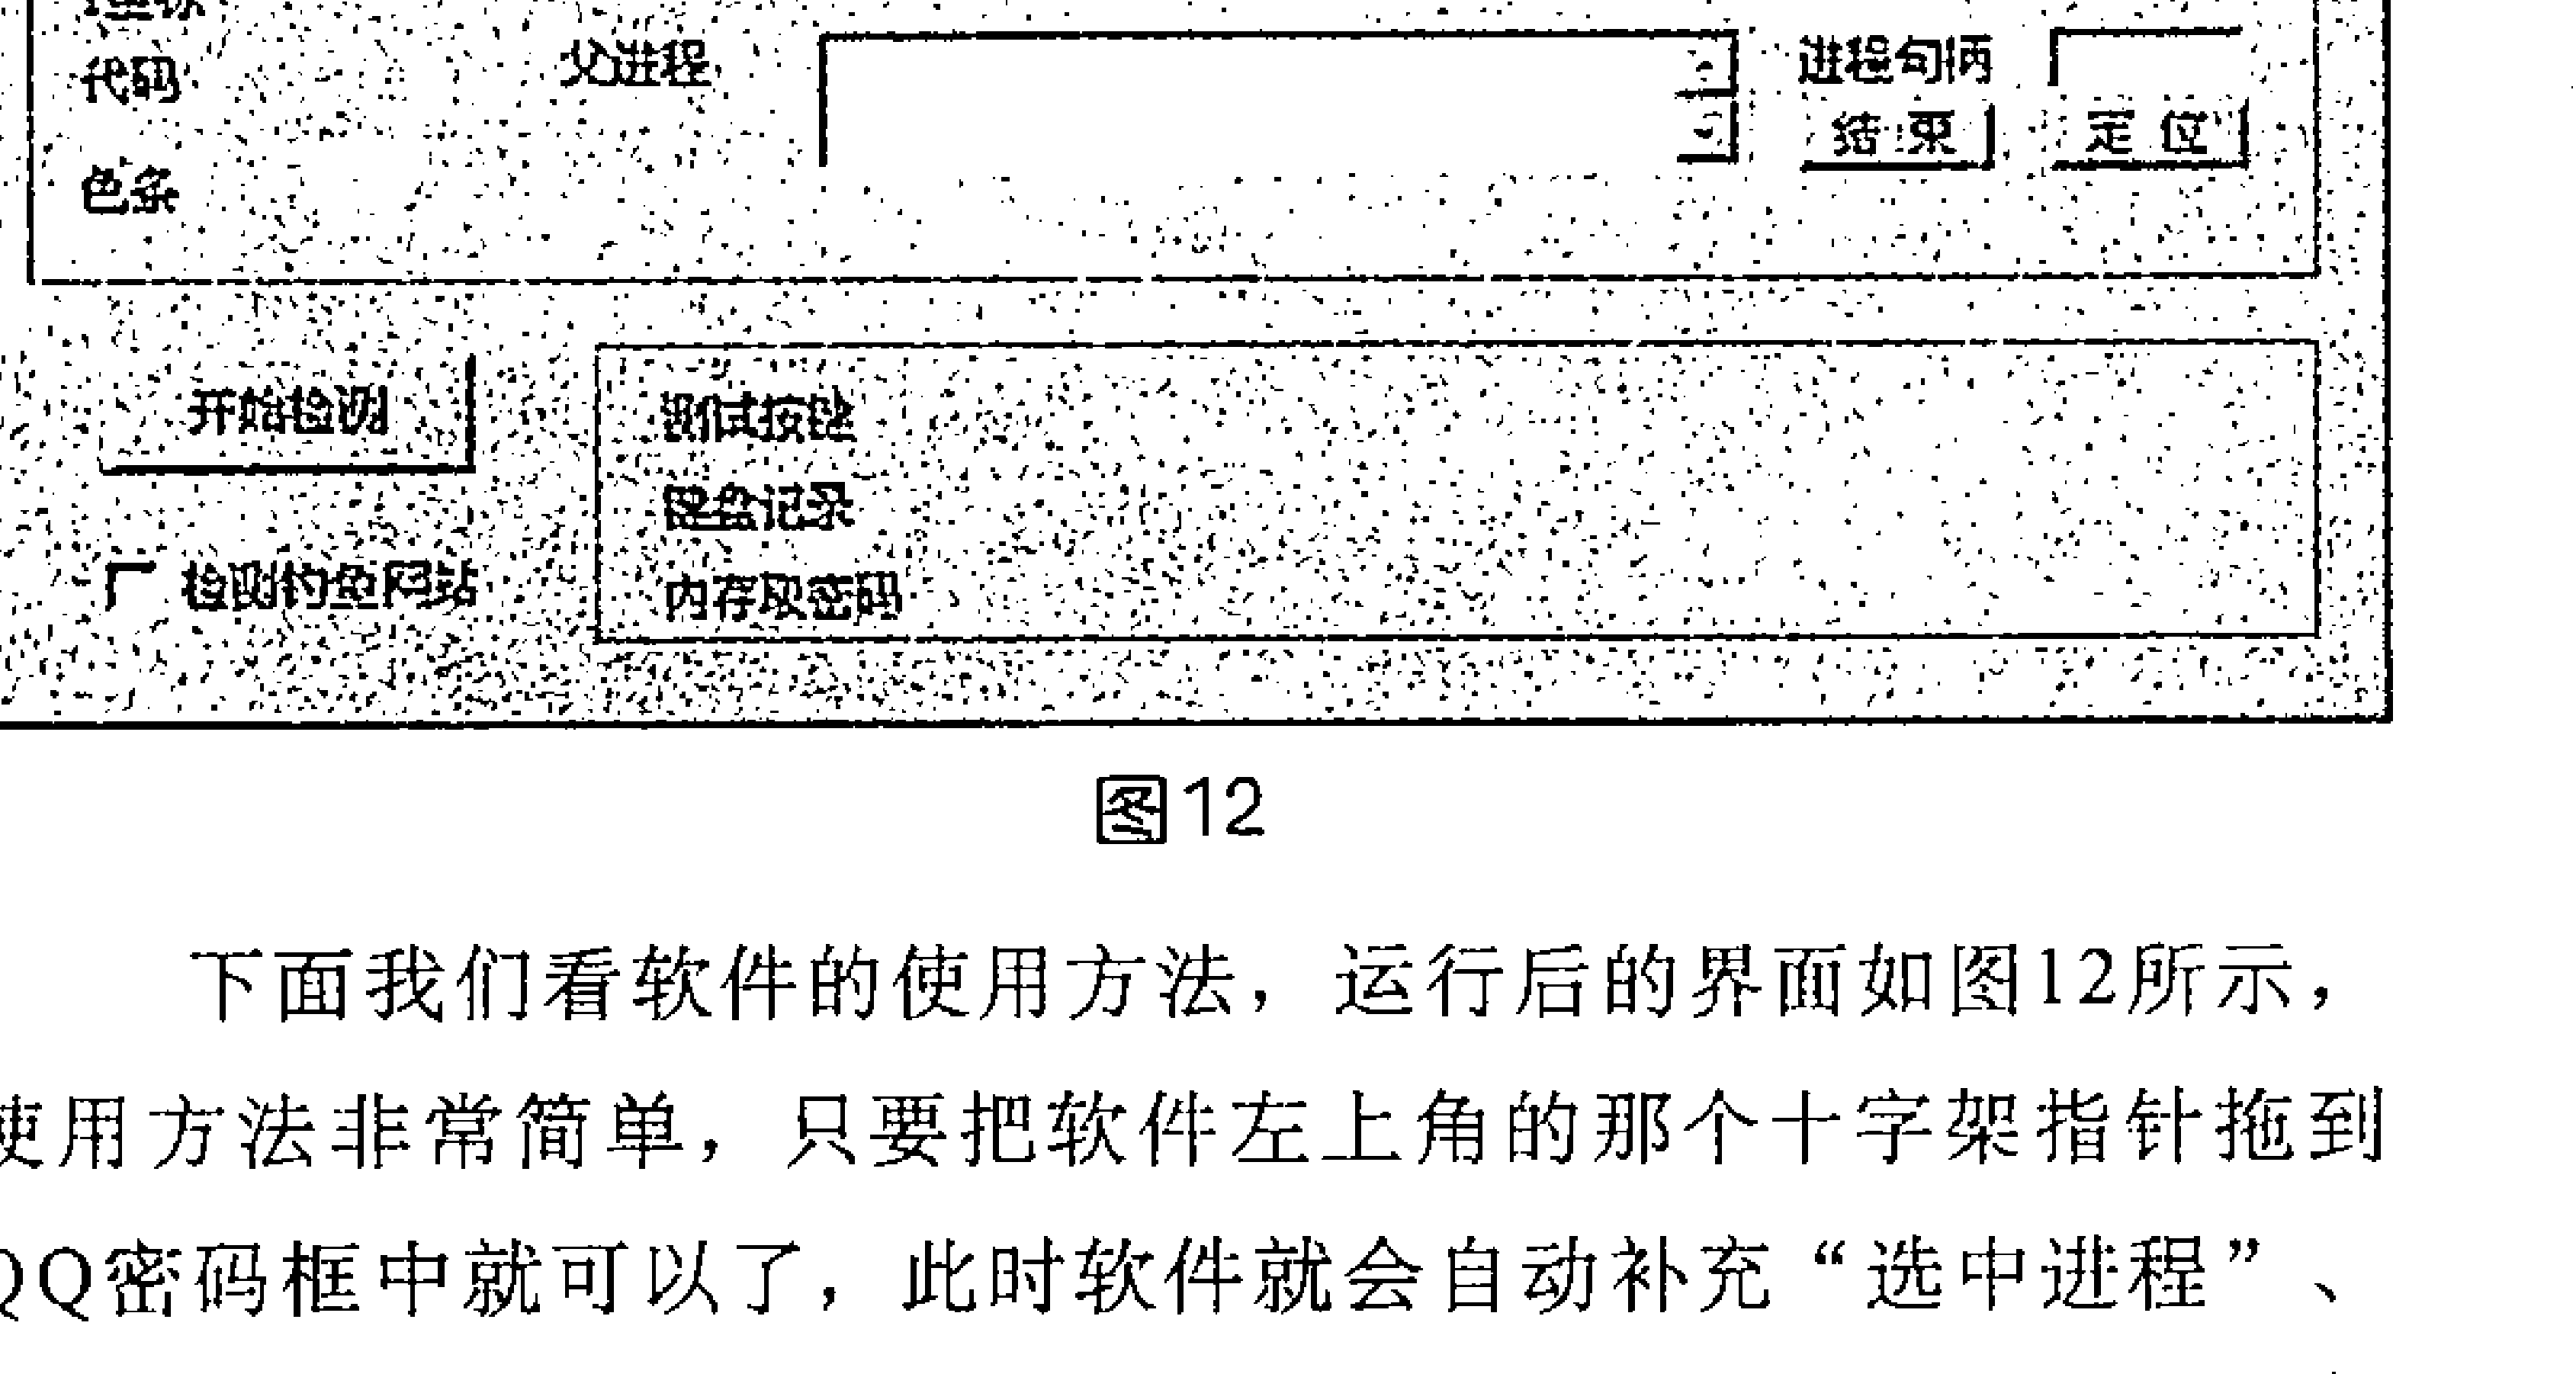 代码 父进程 进程句柄
结束 定位
色条
开始检测 测试按键
键盘记录
检测钓鱼网站 内存取密码
图12
下面我们看软件的使用方法，运行后的界面如图12所示，
使用方法非常简单，只要把软件左上角的那个十字架指针拖到
QQ密码框中就可以了，此时软件就会自动补充“选中进程”、